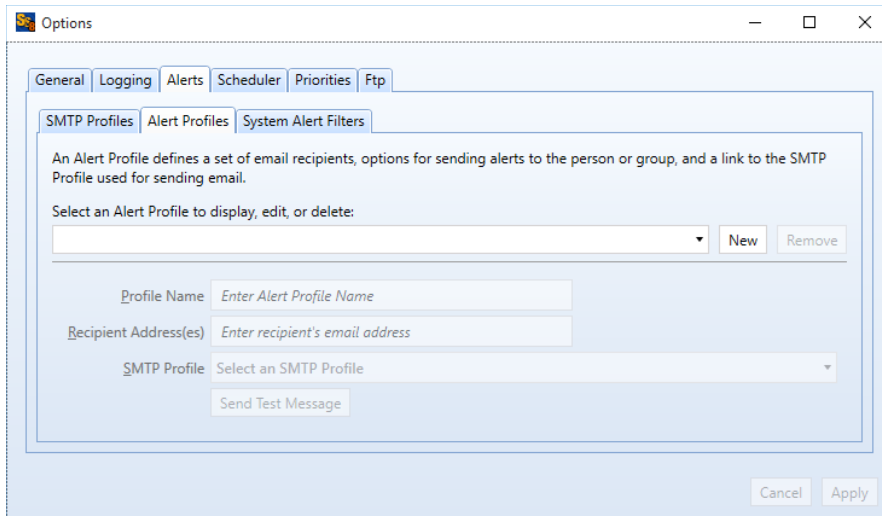 Options
General Logging Alerts Scheduler Priorities Ftp
SMTP Profiles Alert Profiles System Alert Filters
An Alert Profile defines a set of email recipients, options for sending alerts to the person or group, and a link to the SMTP
Profile used for sending email.
Select an Alert Profile to display, edit, or delete:
New Remove
Profile Name Enter Alert Profile Name
Recipient Address(es) Enter recipient's email address
SMTP Profile Select an SMTP Profile
Send Test Message
Cancel Apply